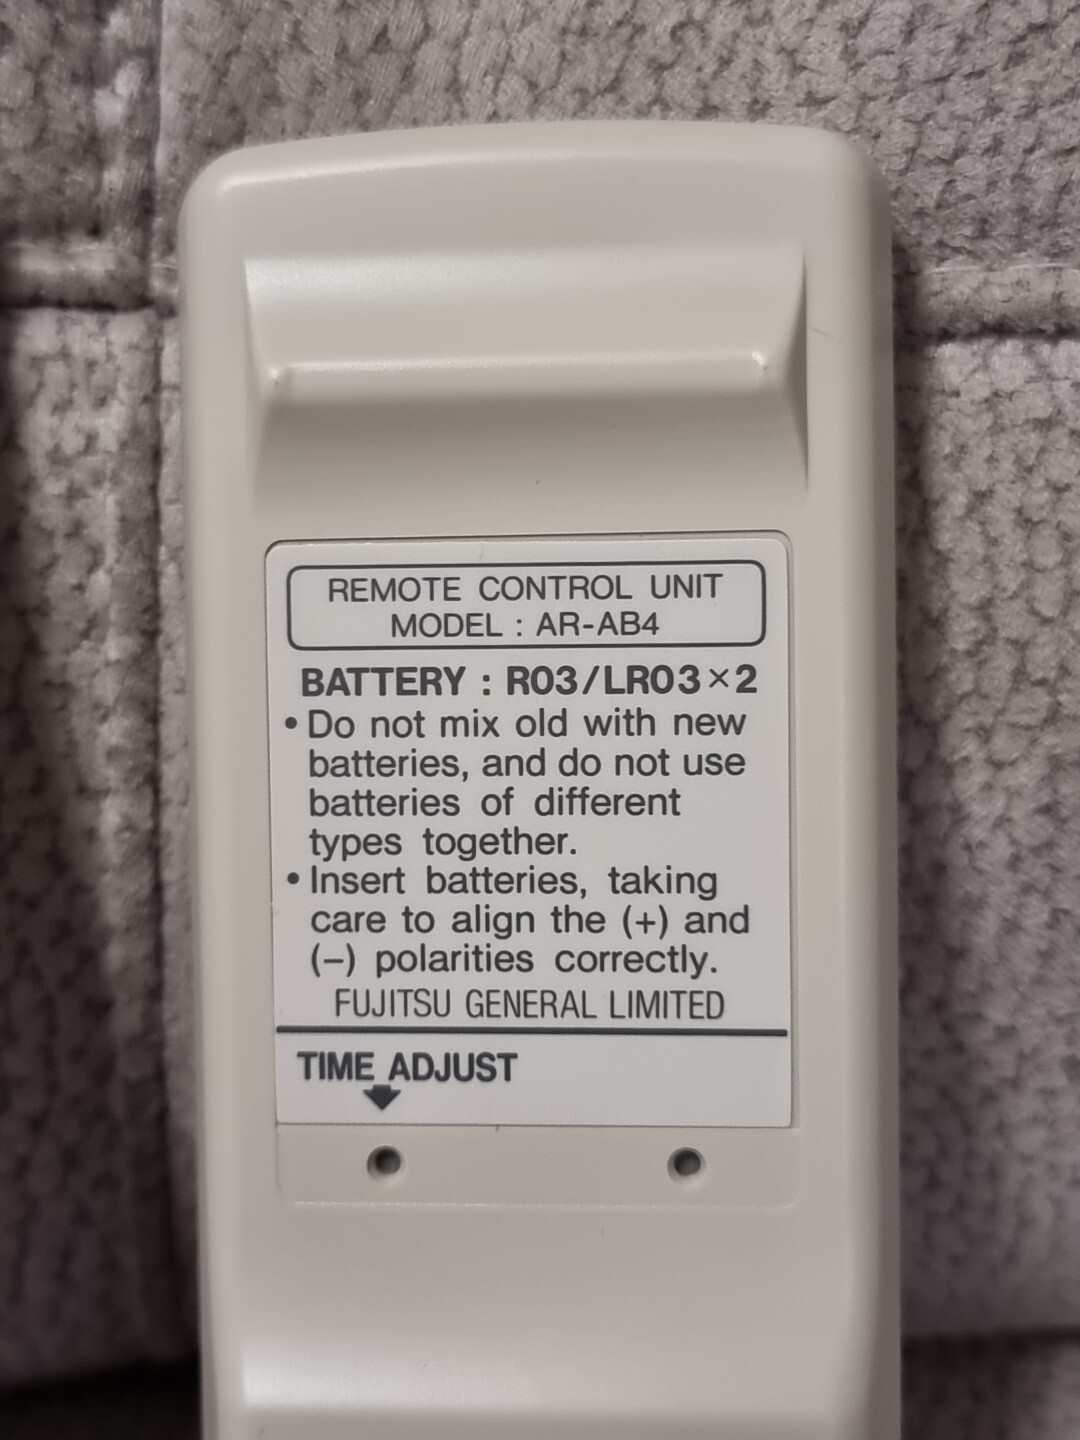 REMOTE CONTROL UNIT
MODEL : AR-AB4
BATTERY : R03/LR03×2
• Do not mix old with new
batteries, and do not use
batteries of different
types together.
• Insert batteries, taking
care to align the (+) and
(−) polarities correctly.
FUJITSU GENERAL LIMITED
TIME ADJUST